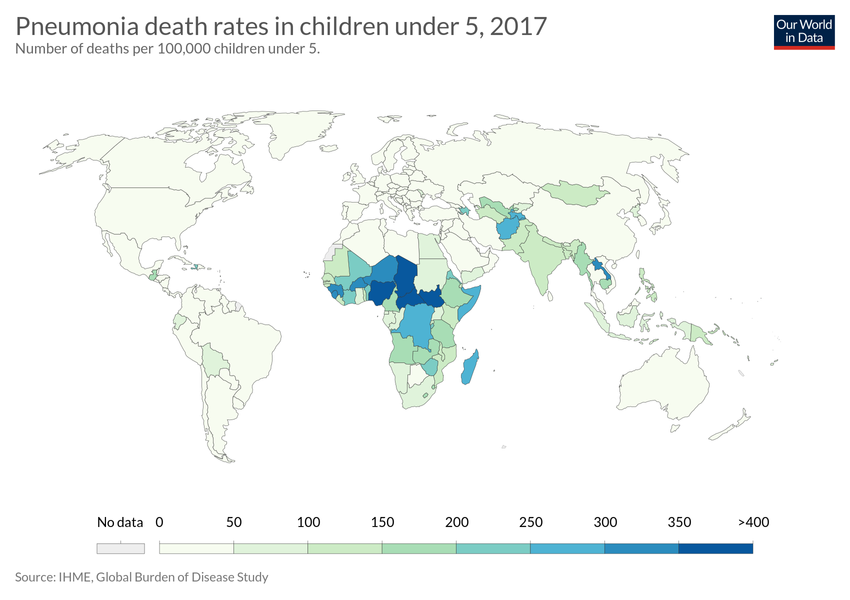 Pneumonia death rates in children under 5, 2017
Number of deaths per 100,000 children under 5.
Our World
in Data
No data 0 50 100 150 200 250 300 350 >400
Source: IHME, Global Burden of Disease Study